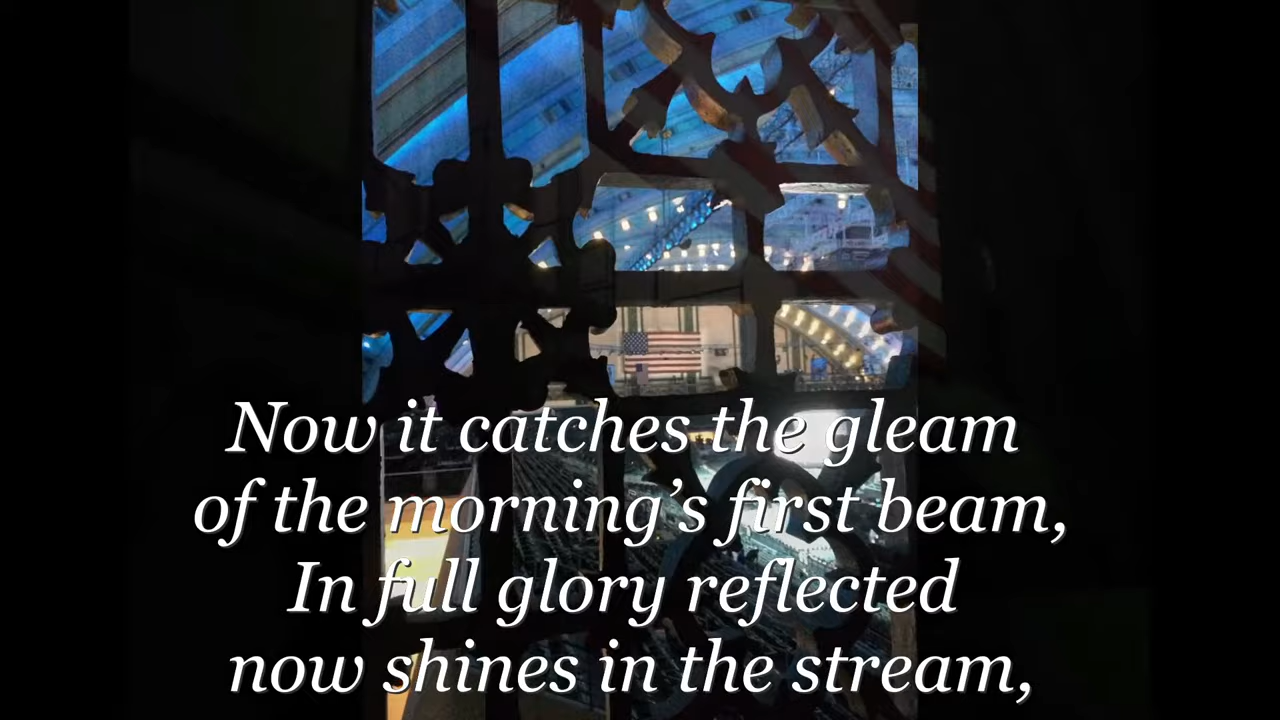 Now it catches the gleam
of the morning’s first beam,
In full glory reflected
now shines in the stream,